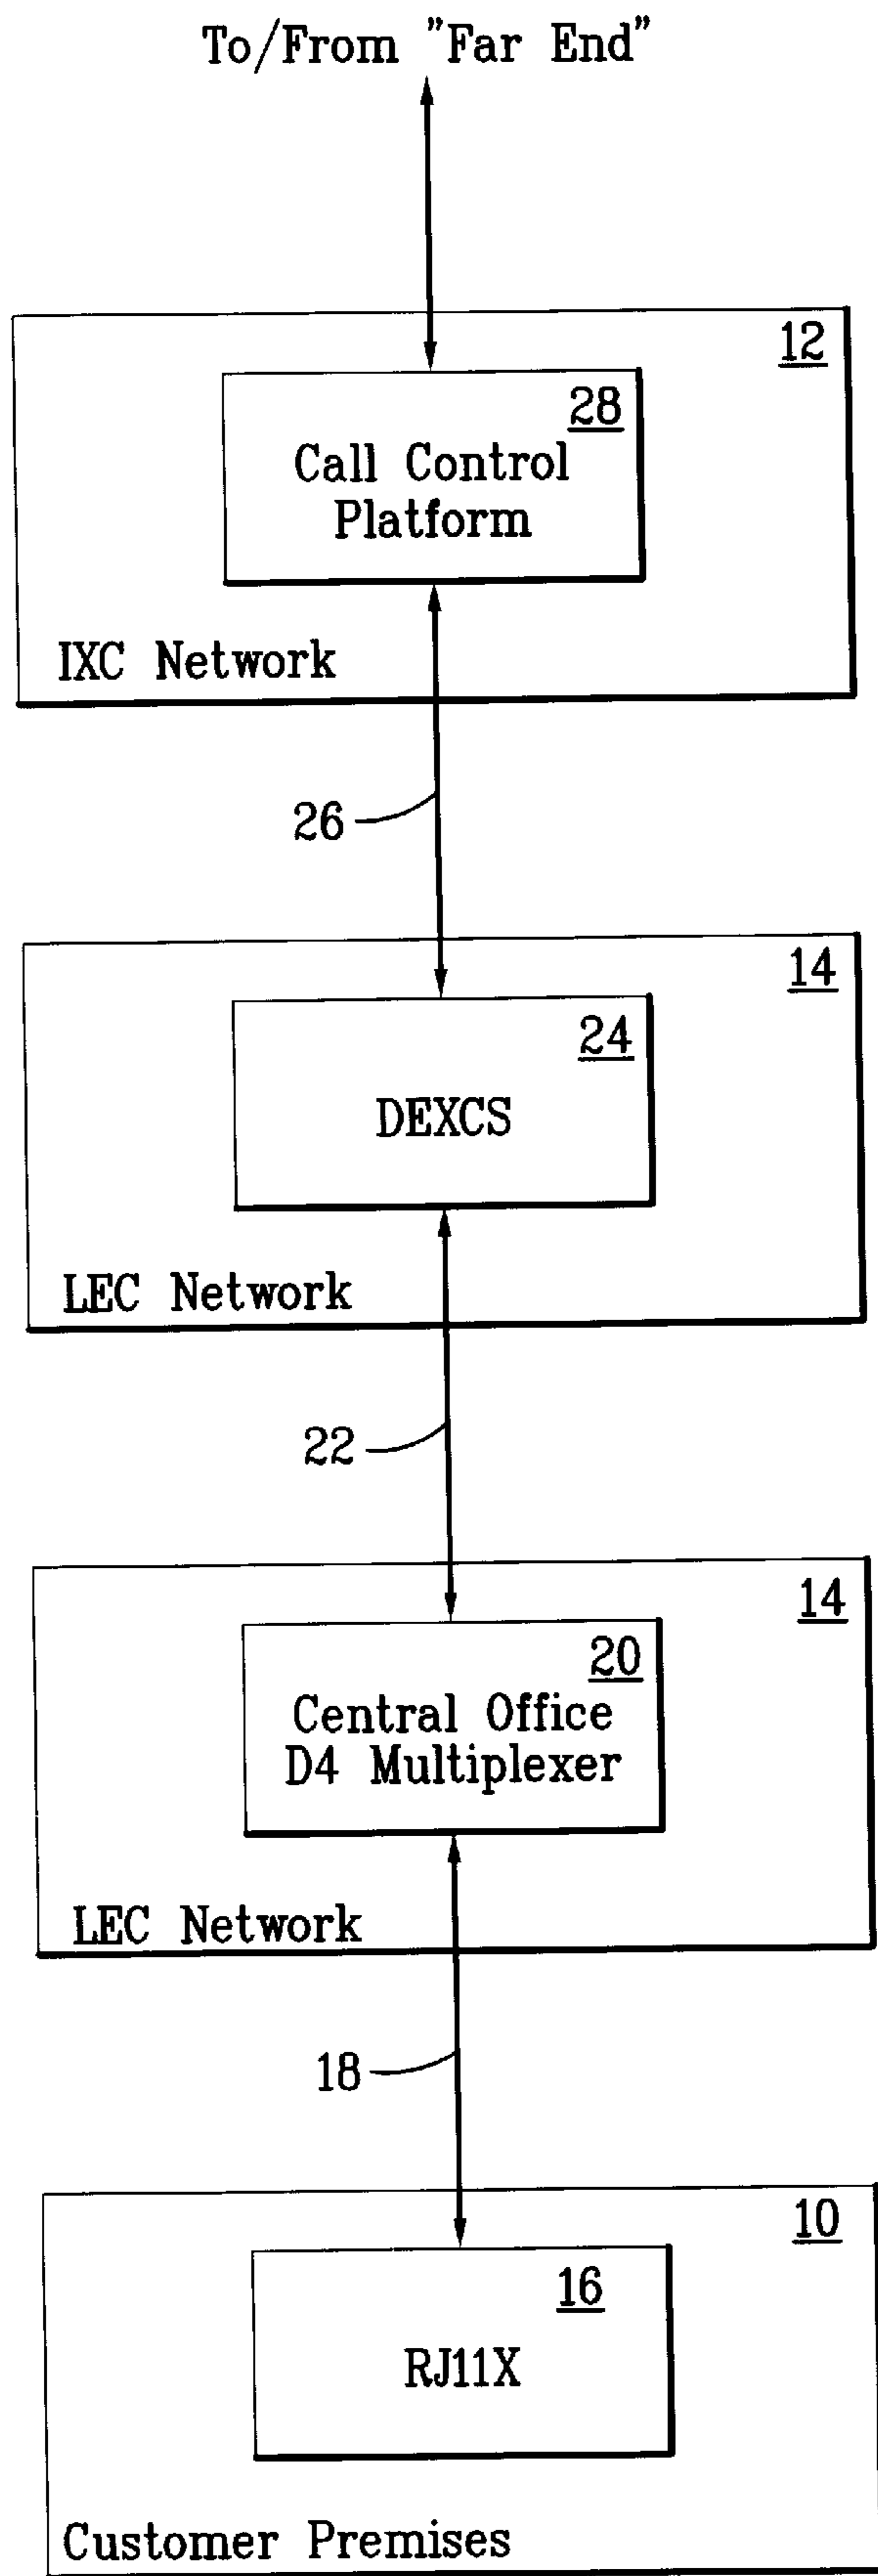 To/From "Far End"
12
28
Call Control
Platform
IXC Network
26
14
24
DEXCS
LEC Network
22
14
20
Central Office
D4 Multiplexer
LEC Network
18
10
16
RJ11X
Customer Premises